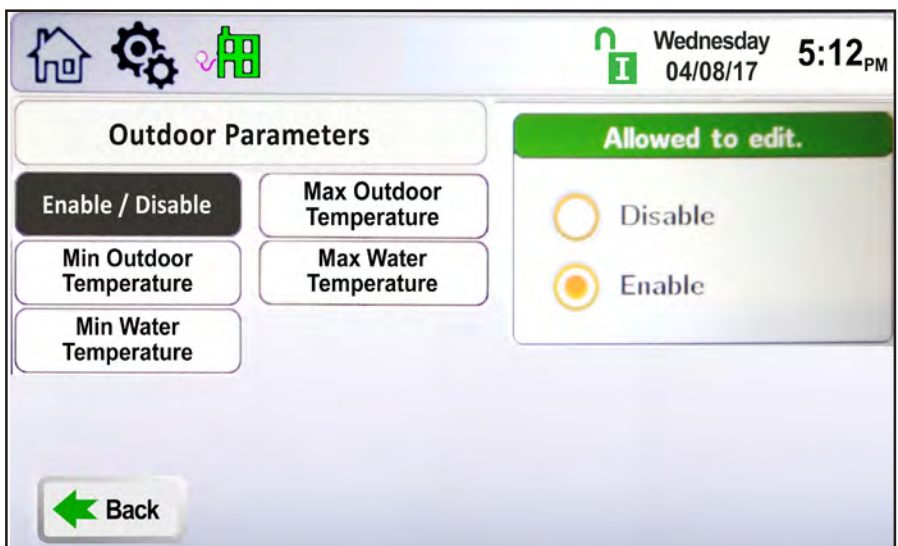 I
Wednesday
04/08/17
5:12PM
Outdoor Parameters
Allowed to edit.
Enable / Disable
Max Outdoor
Temperature
Min Outdoor
Temperature
Max Water
Temperature
Min Water
Temperature
Disable
Enable
Back